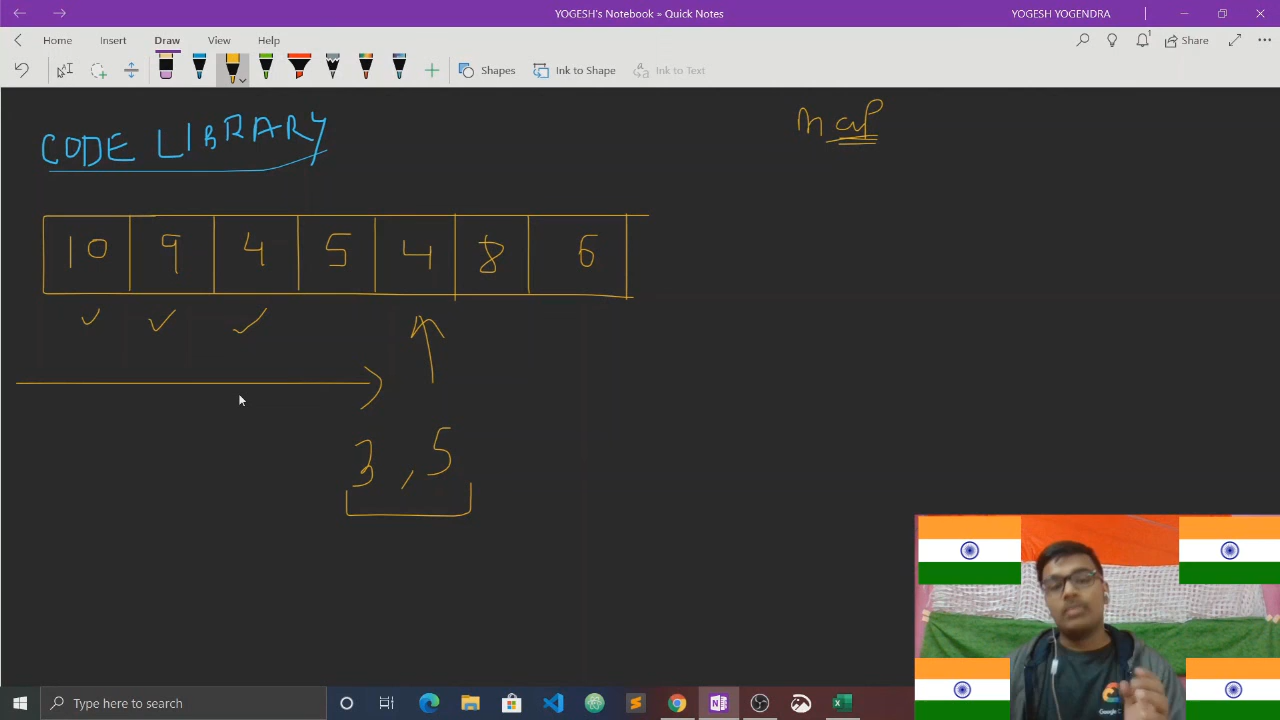 YOGESH's Notebook » Quick Notes
YOGESH YOGENDRA
Home Insert Draw View Help
Share
Shapes
Ink to Shape
Ink to Text
map
CODE LIBRARY
10 9 4 5 4 8 6
3 , 5
Google C
Type here to search